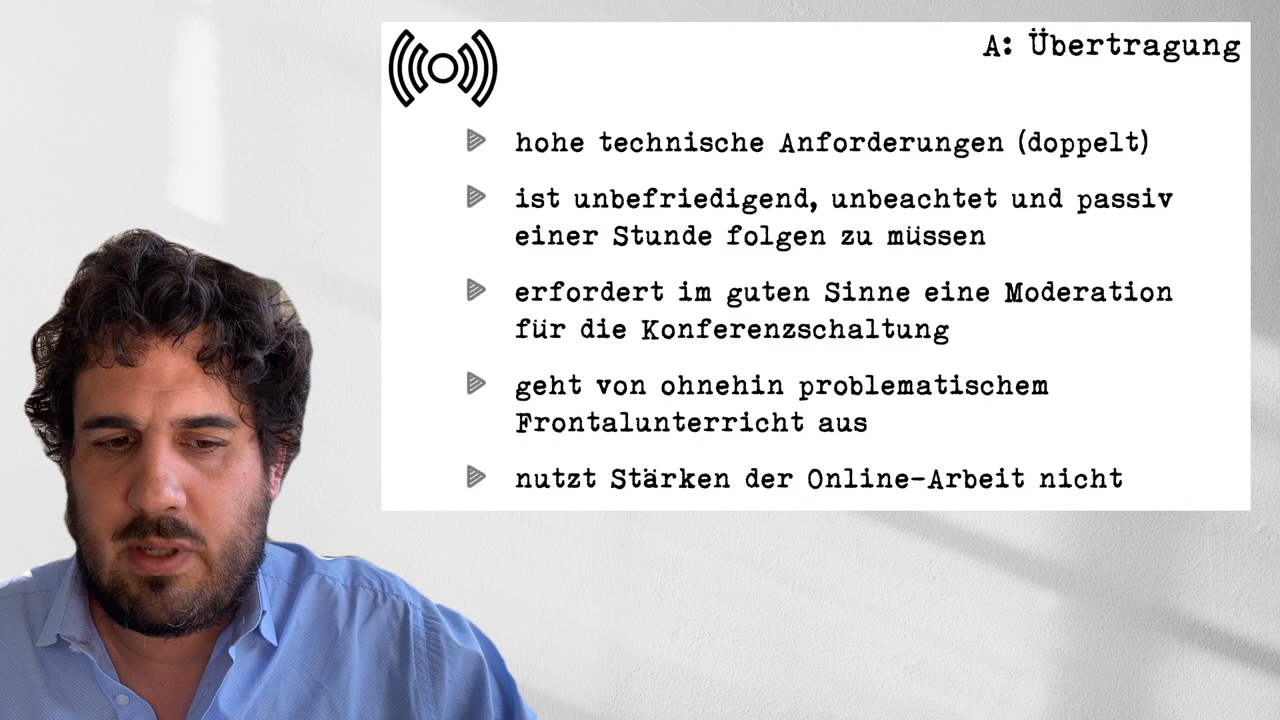 A: Übertragung
hohe technische Anforderungen (doppelt)
ist unbefriedigend, unbeachtet und passiv
einer Stunde folgen zu müssen
erfordert im guten Sinne eine Moderation
für die Konferenzschaltung
geht von ohnehin problematischem
Frontalunterricht aus
nutzt Stärken der Online-Arbeit nicht